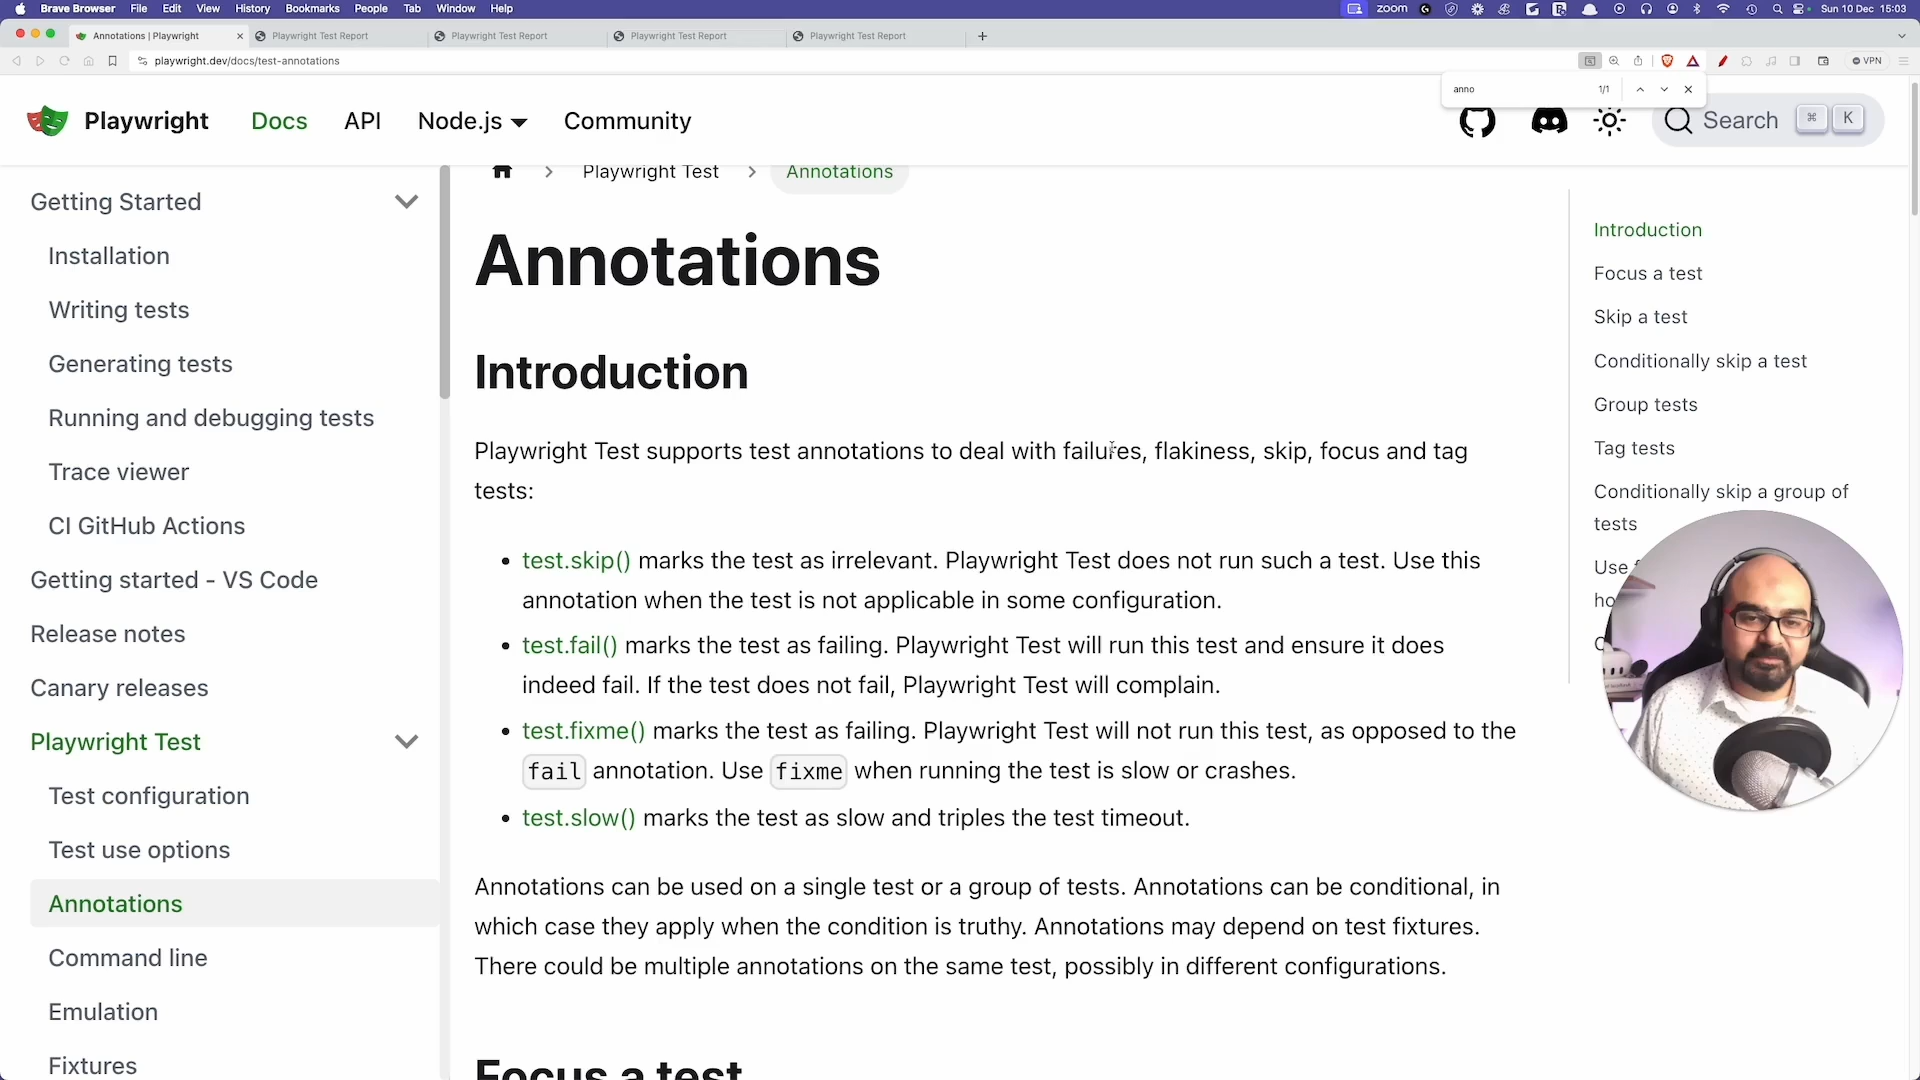 Brave Browser File Edit View History Bookmarks People Tab Window Help zoom Sun 10 Dec 15:03
Annotations | Playwright Playwright Test Report Playwright Test Report Playwright Test Report Playwright Test Report
playwright.dev/docs/test-annotations VPN
anno 1/1
Playwright Docs API Node.js Community Search ⌘ K
Getting Started
Installation
Writing tests
Generating tests
Running and debugging tests
Trace viewer
CI GitHub Actions
Getting started - VS Code
Release notes
Canary releases
Playwright Test
Test configuration
Test use options
Annotations
Command line
Emulation
Fixtures
Playwright Test Annotations
Annotations
Introduction
Playwright Test supports test annotations to deal with failures, flakiness, skip, focus and tag
tests:
• test.skip() marks the test as irrelevant. Playwright Test does not run such a test. Use this
annotation when the test is not applicable in some configuration.
• test.fail() marks the test as failing. Playwright Test will run this test and ensure it does
indeed fail. If the test does not fail, Playwright Test will complain.
• test.fixme() marks the test as failing. Playwright Test will not run this test, as opposed to the
fail annotation. Use fixme when running the test is slow or crashes.
• test.slow() marks the test as slow and triples the test timeout.
Annotations can be used on a single test or a group of tests. Annotations can be conditional, in
which case they apply when the condition is truthy. Annotations may depend on test fixtures.
There could be multiple annotations on the same test, possibly in different configurations.
Focus a test
Introduction
Focus a test
Skip a test
Conditionally skip a test
Group tests
Tag tests
Conditionally skip a group of
tests
Use